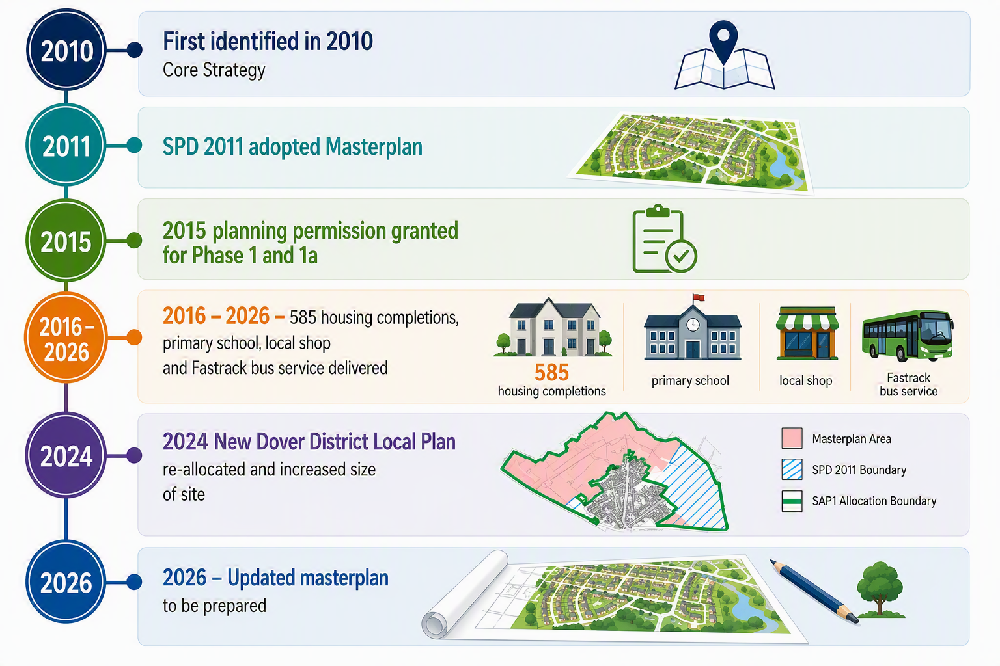 2010
First identified in 2010
Core Strategy
2011
SPD 2011 adopted Masterplan
2015
2015 planning permission granted
for Phase 1 and 1a
2016–
2026
2016 – 2026 – 585 housing completions,
primary school, local shop
and Fastrack bus service delivered
585
housing completions
primary school
local shop
Fastrack
bus service
2024
2024 New Dover District Local Plan
re-allocated and increased size
of site
Masterplan Area
SPD 2011 Boundary
SAP1 Allocation Boundary
2026
2026 – Updated masterplan
to be prepared